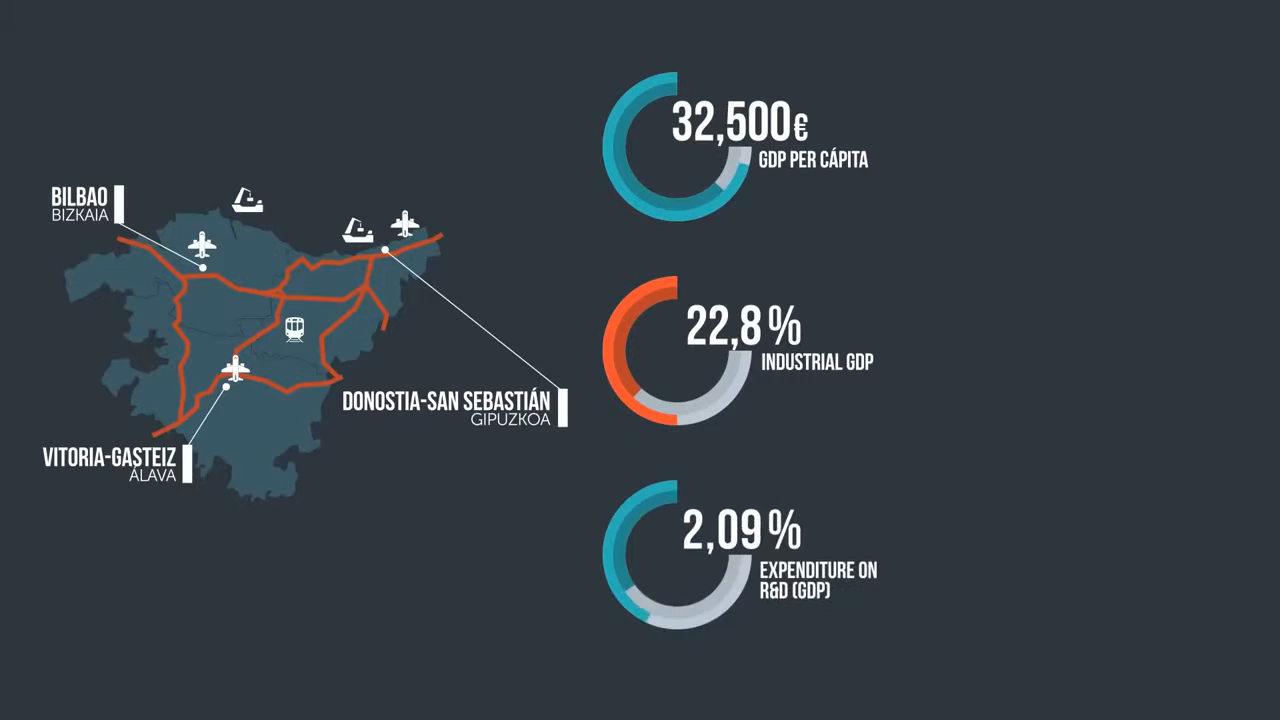 BILBAO
BIZKAIA
DONOSTIA-SAN SEBASTIÁN
GIPUZKOA
VITORIA-GASTEIZ
ÁLAVA
32,500€
GDP PER CÁPITA
22,8%
INDUSTRIAL GDP
2,09%
EXPENDITURE ON
R&D (GDP)